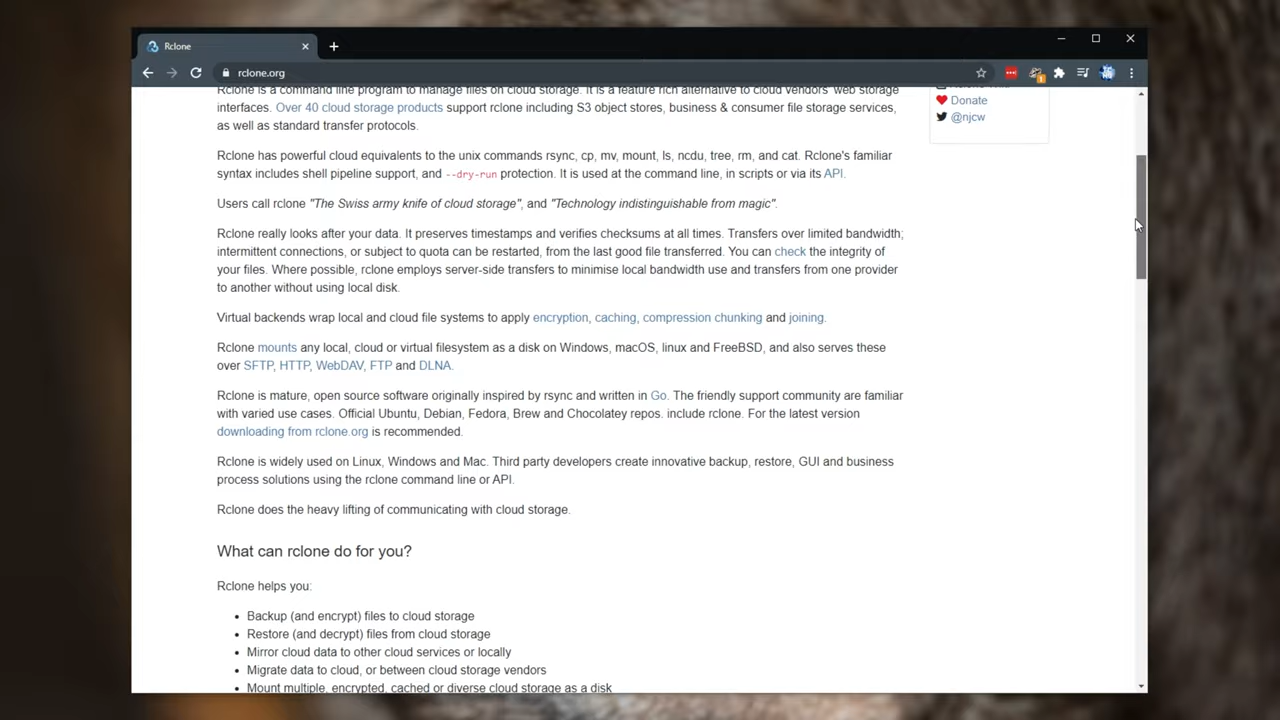 Rclone
rclone.org
Rclone is a command line program to manage files on cloud storage. It is a feature rich alternative to cloud vendors' web storage
interfaces. Over 40 cloud storage products support rclone including S3 object stores, business & consumer file storage services,
as well as standard transfer protocols.
Donate
@njcw
Rclone has powerful cloud equivalents to the unix commands rsync, cp, mv, mount, ls, ncdu, tree, rm, and cat. Rclone's familiar
syntax includes shell pipeline support, and --dry-run protection. It is used at the command line, in scripts or via its API.
Users call rclone "The Swiss army knife of cloud storage", and "Technology indistinguishable from magic".
Rclone really looks after your data. It preserves timestamps and verifies checksums at all times. Transfers over limited bandwidth;
intermittent connections, or subject to quota can be restarted, from the last good file transferred. You can check the integrity of
your files. Where possible, rclone employs server-side transfers to minimise local bandwidth use and transfers from one provider
to another without using local disk.
Virtual backends wrap local and cloud file systems to apply encryption, caching, compression chunking and joining.
Rclone mounts any local, cloud or virtual filesystem as a disk on Windows, macOS, linux and FreeBSD, and also serves these
over SFTP, HTTP, WebDAV, FTP and DLNA.
Rclone is mature, open source software originally inspired by rsync and written in Go. The friendly support community are familiar
with varied use cases. Official Ubuntu, Debian, Fedora, Brew and Chocolatey repos. include rclone. For the latest version
downloading from rclone.org is recommended.
Rclone is widely used on Linux, Windows and Mac. Third party developers create innovative backup, restore, GUI and business
process solutions using the rclone command line or API.
Rclone does the heavy lifting of communicating with cloud storage.
What can rclone do for you?
Rclone helps you:
• Backup (and encrypt) files to cloud storage
• Restore (and decrypt) files from cloud storage
• Mirror cloud data to other cloud services or locally
• Migrate data to cloud, or between cloud storage vendors
• Mount multiple, encrypted, cached or diverse cloud storage as a disk